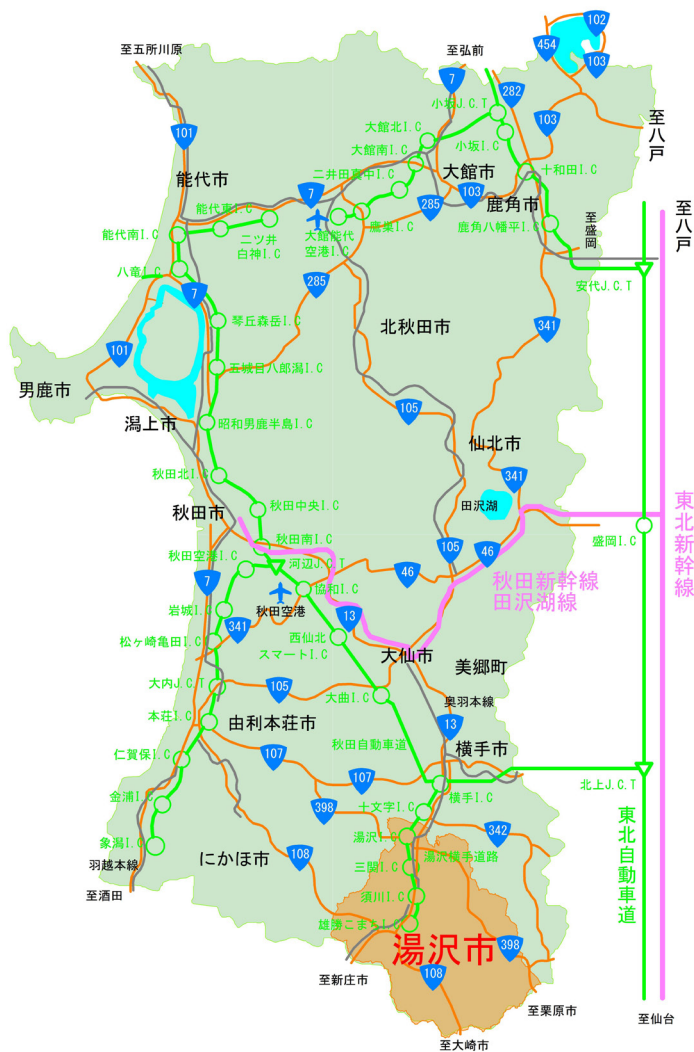 102
454
103
至五所川原
至弘前
7
282
小坂J.C.T
至八戸
101
大館北I.C
小坂I.C
103
大館南I.C
十和田I.C
二井田真中I.C
大館市
能代市
7
103
鹿角市
能代東I.C
285
至八戸
能代南I.C
二ツ井
白神I.C
大館能代
空港I.C
鷹巣I.C
鹿角八幡平I.C
至盛岡
八竜I.C
285
安代J.C.T
7
琴丘森岳I.C
北秋田市
341
101
男鹿市
五城目八郎潟I.C
105
潟上市
昭和男鹿半島I.C
仙北市
秋田北I.C
341
秋田中央I.C
田沢湖
東北新幹線
秋田市
秋田南I.C
盛岡I.C
105
46
秋田空港I.C
河辺J.C.T
46
秋田新幹線
田沢湖線
7
協和I.C
岩城I.C
秋田空港
13
341
西仙北
スマートI.C
松ヶ崎亀田I.C
大仙市
美郷町
大内J.C.T
105
大曲I.C
奥羽本線
本荘I.C
由利本荘市
13
秋田自動車道
横手市
仁賀保I.C
107
107
北上J.C.T
横手I.C
金浦I.C
398
十文字I.C
東北自動車道
象潟I.C
湯沢I.C
342
羽越本線
にかほ市
108
湯沢横手道路
三関I.C
至酒田
須川I.C
雄勝こまちI.C
湯沢市
398
至新庄市
108
至栗原市
至仙台
至大崎市